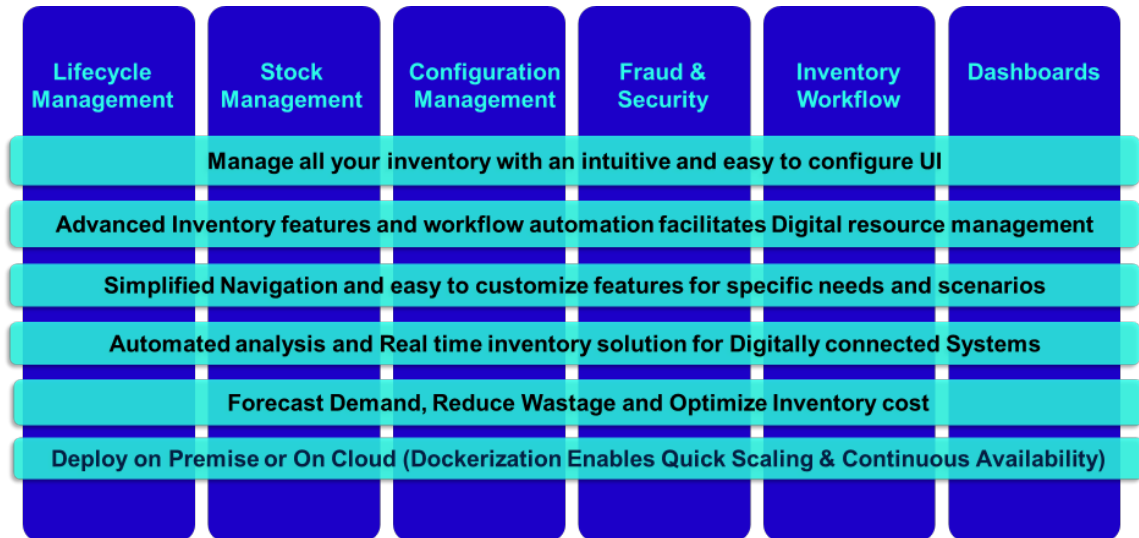 Lifecycle
Management
Stock
Management
Configuration
Management
Fraud &
Security
Inventory
Workflow
Dashboards
Manage all your inventory with an intuitive and easy to configure UI
Advanced Inventory features and workflow automation facilitates Digital resource management
Simplified Navigation and easy to customize features for specific needs and scenarios
Automated analysis and Real time inventory solution for Digitally connected Systems
Forecast Demand, Reduce Wastage and Optimize Inventory cost
Deploy on Premise or On Cloud (Dockerization Enables Quick Scaling & Continuous Availability)